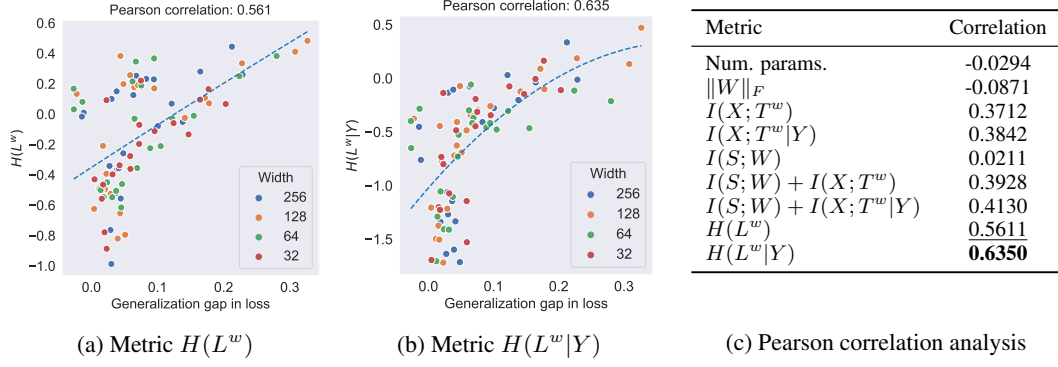 Pearson correlation: 0.561
0.6
0.4
0.2
0.0
−0.2
−0.4
−0.6
−0.8
−1.0
H(L^w)
Width
256
128
64
32
0.0 0.1 0.2 0.3
Generalization gap in loss
(a) Metric H(L^w)
Pearson correlation: 0.635
0.5
0.0
−0.5
−1.0
−1.5
H(L^w|Y)
Width
256
128
64
32
0.0 0.1 0.2 0.3
Generalization gap in loss
(b) Metric H(L^w|Y)
Metric Correlation
Num. params. -0.0294
∥W∥_F -0.0871
I(X; T^w) 0.3712
I(X; T^w|Y) 0.3842
I(S; W) 0.0211
I(S; W) + I(X; T^w) 0.3928
I(S; W) + I(X; T^w|Y) 0.4130
H(L^w) 0.5611
H(L^w|Y) 0.6350
(c) Pearson correlation analysis